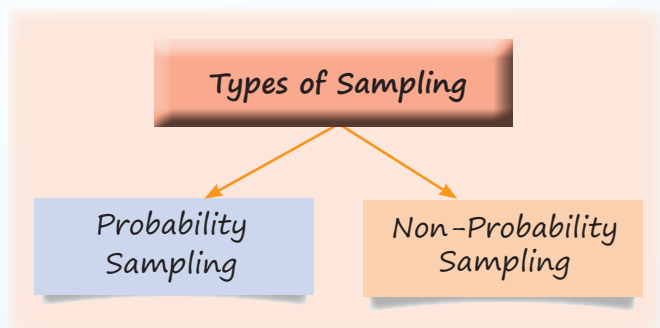 Types of Sampling
Probability
Sampling
Non-Probability
Sampling